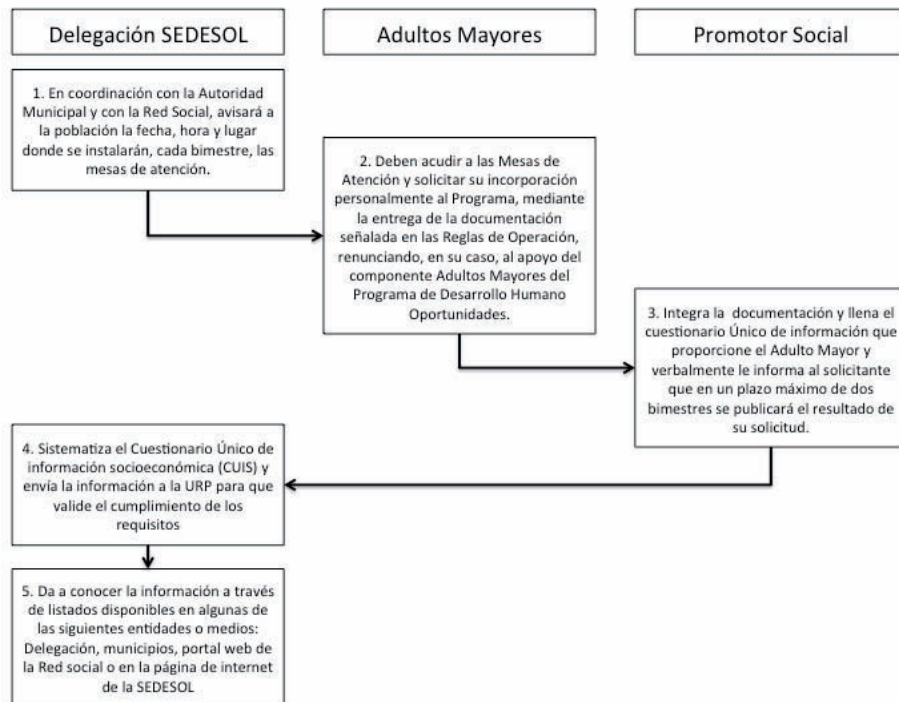 Delegación SEDESOL
Adultos Mayores
Promotor Social
1. En coordinación con la Autoridad
Municipal y con la Red Social, avisará a
la población la fecha, hora y lugar
donde se instalarán, cada bimestre, las
mesas de atención.
2. Deben acudir a las Mesas de
Atención y solicitar su incorporación
personalmente al Programa, mediante
la entrega de la documentación
señalada en las Reglas de Operación,
renunciando, en su caso, al apoyo del
componente Adultos Mayores del
Programa de Desarrollo Humano
Oportunidades.
3. Integra la documentación y llena el
cuestionario Único de información que
proporcione el Adulto Mayor y
verbalmente le informa al solicitante
que en un plazo máximo de dos
bimestres se publicará el resultado de
su solicitud.
4. Sistematiza el Cuestionario Único de
información socioeconómica (CUIS) y
envía la información a la URP para que
valide el cumplimiento de los
requisitos
5. Da a conocer la información a través
de listados disponibles en algunas de
las siguientes entidades o medios:
Delegación, municipios, portal web de
la Red social o en la página de internet
de la SEDESOL